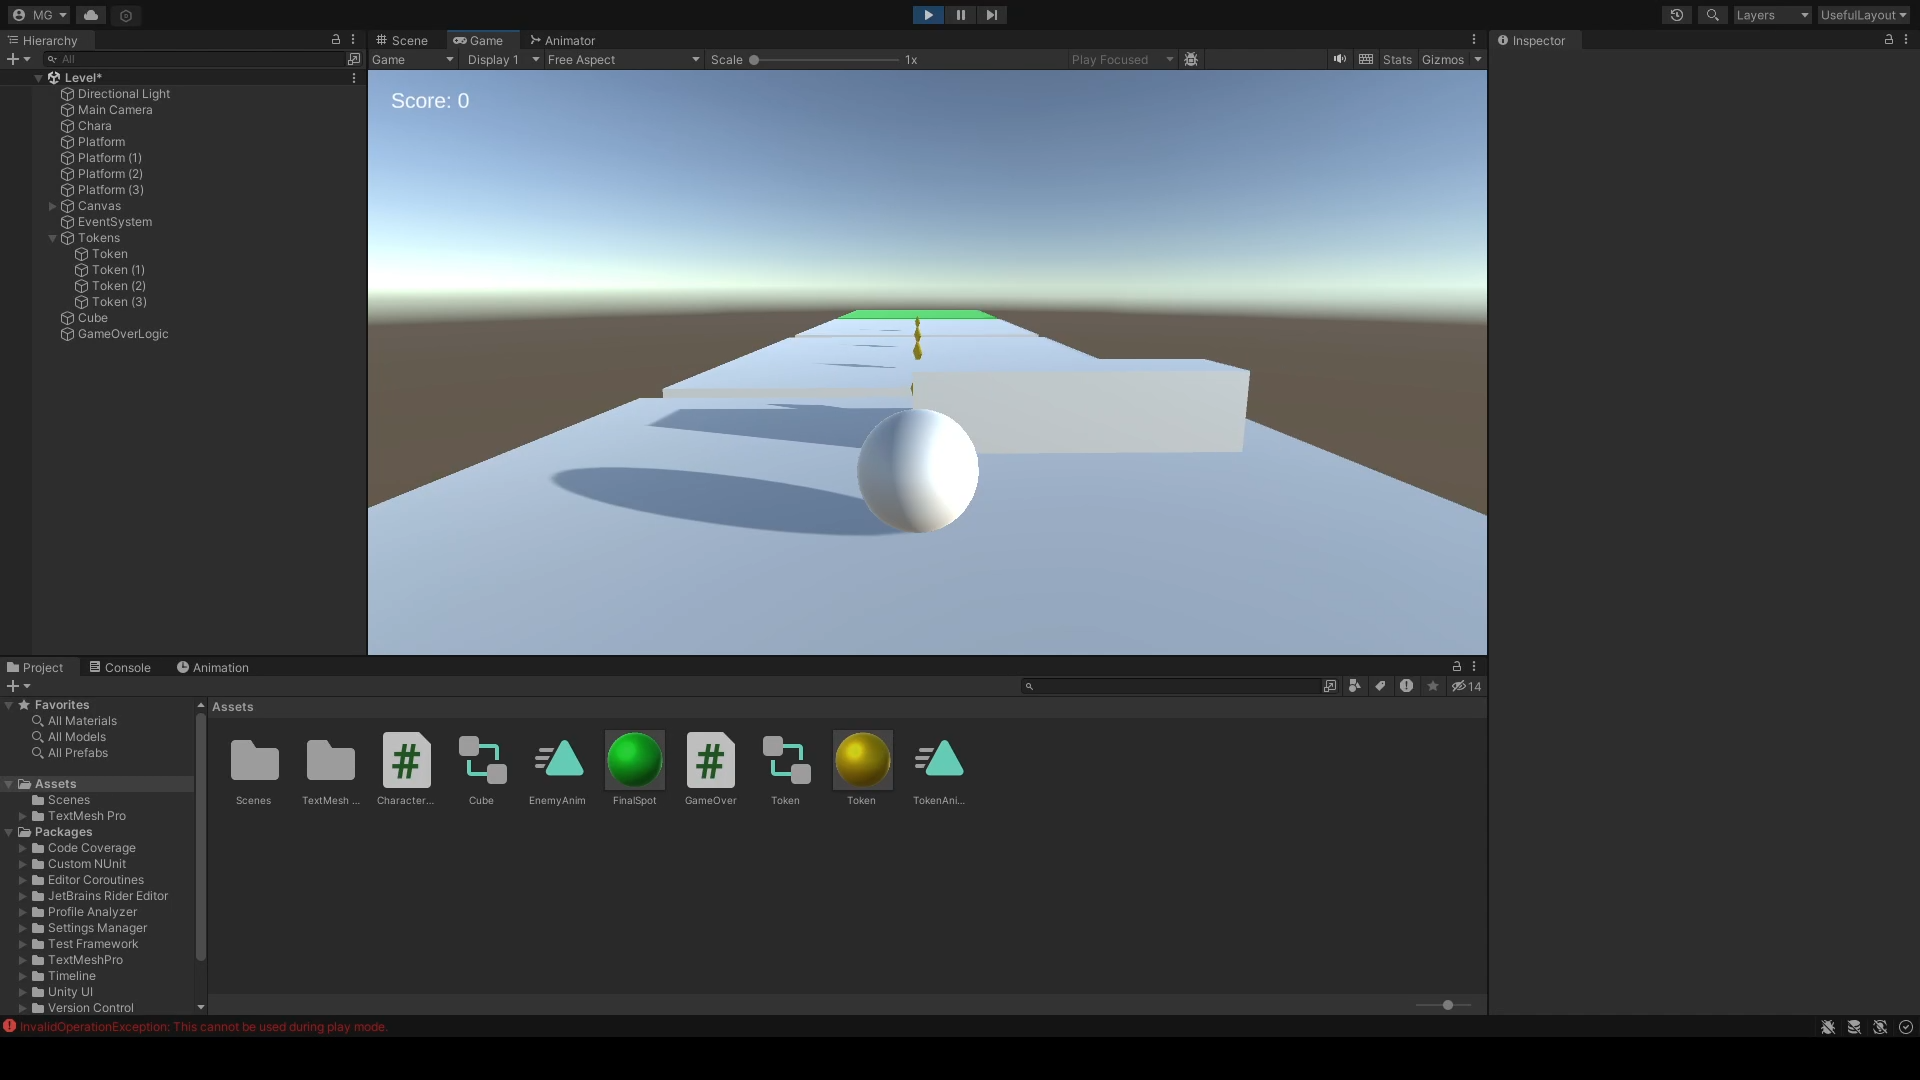 MG
Layers
UsefulLayout
Hierarchy
Scene
Game
Animator
Inspector
All
Game
Display 1
Free Aspect
Scale
1x
Play Focused
Stats
Gizmos
Level*
Directional Light
Main Camera
Chara
Platform
Platform (1)
Platform (2)
Platform (3)
Canvas
EventSystem
Tokens
Token
Token (1)
Token (2)
Token (3)
Cube
GameOverLogic
Score: 0
Project
Console
Animation
14
Favorites
All Materials
All Models
All Prefabs
Assets
Scenes
TextMesh Pro
Packages
Code Coverage
Custom NUnit
Editor Coroutines
JetBrains Rider Editor
Profile Analyzer
Settings Manager
Test Framework
TextMeshPro
Timeline
Unity UI
Version Control
Assets
Scenes
TextMesh ...
Character...
Cube
EnemyAnim
FinalSpot
GameOver
Token
Token
TokenAni...
InvalidOperationException: This cannot be used during play mode.